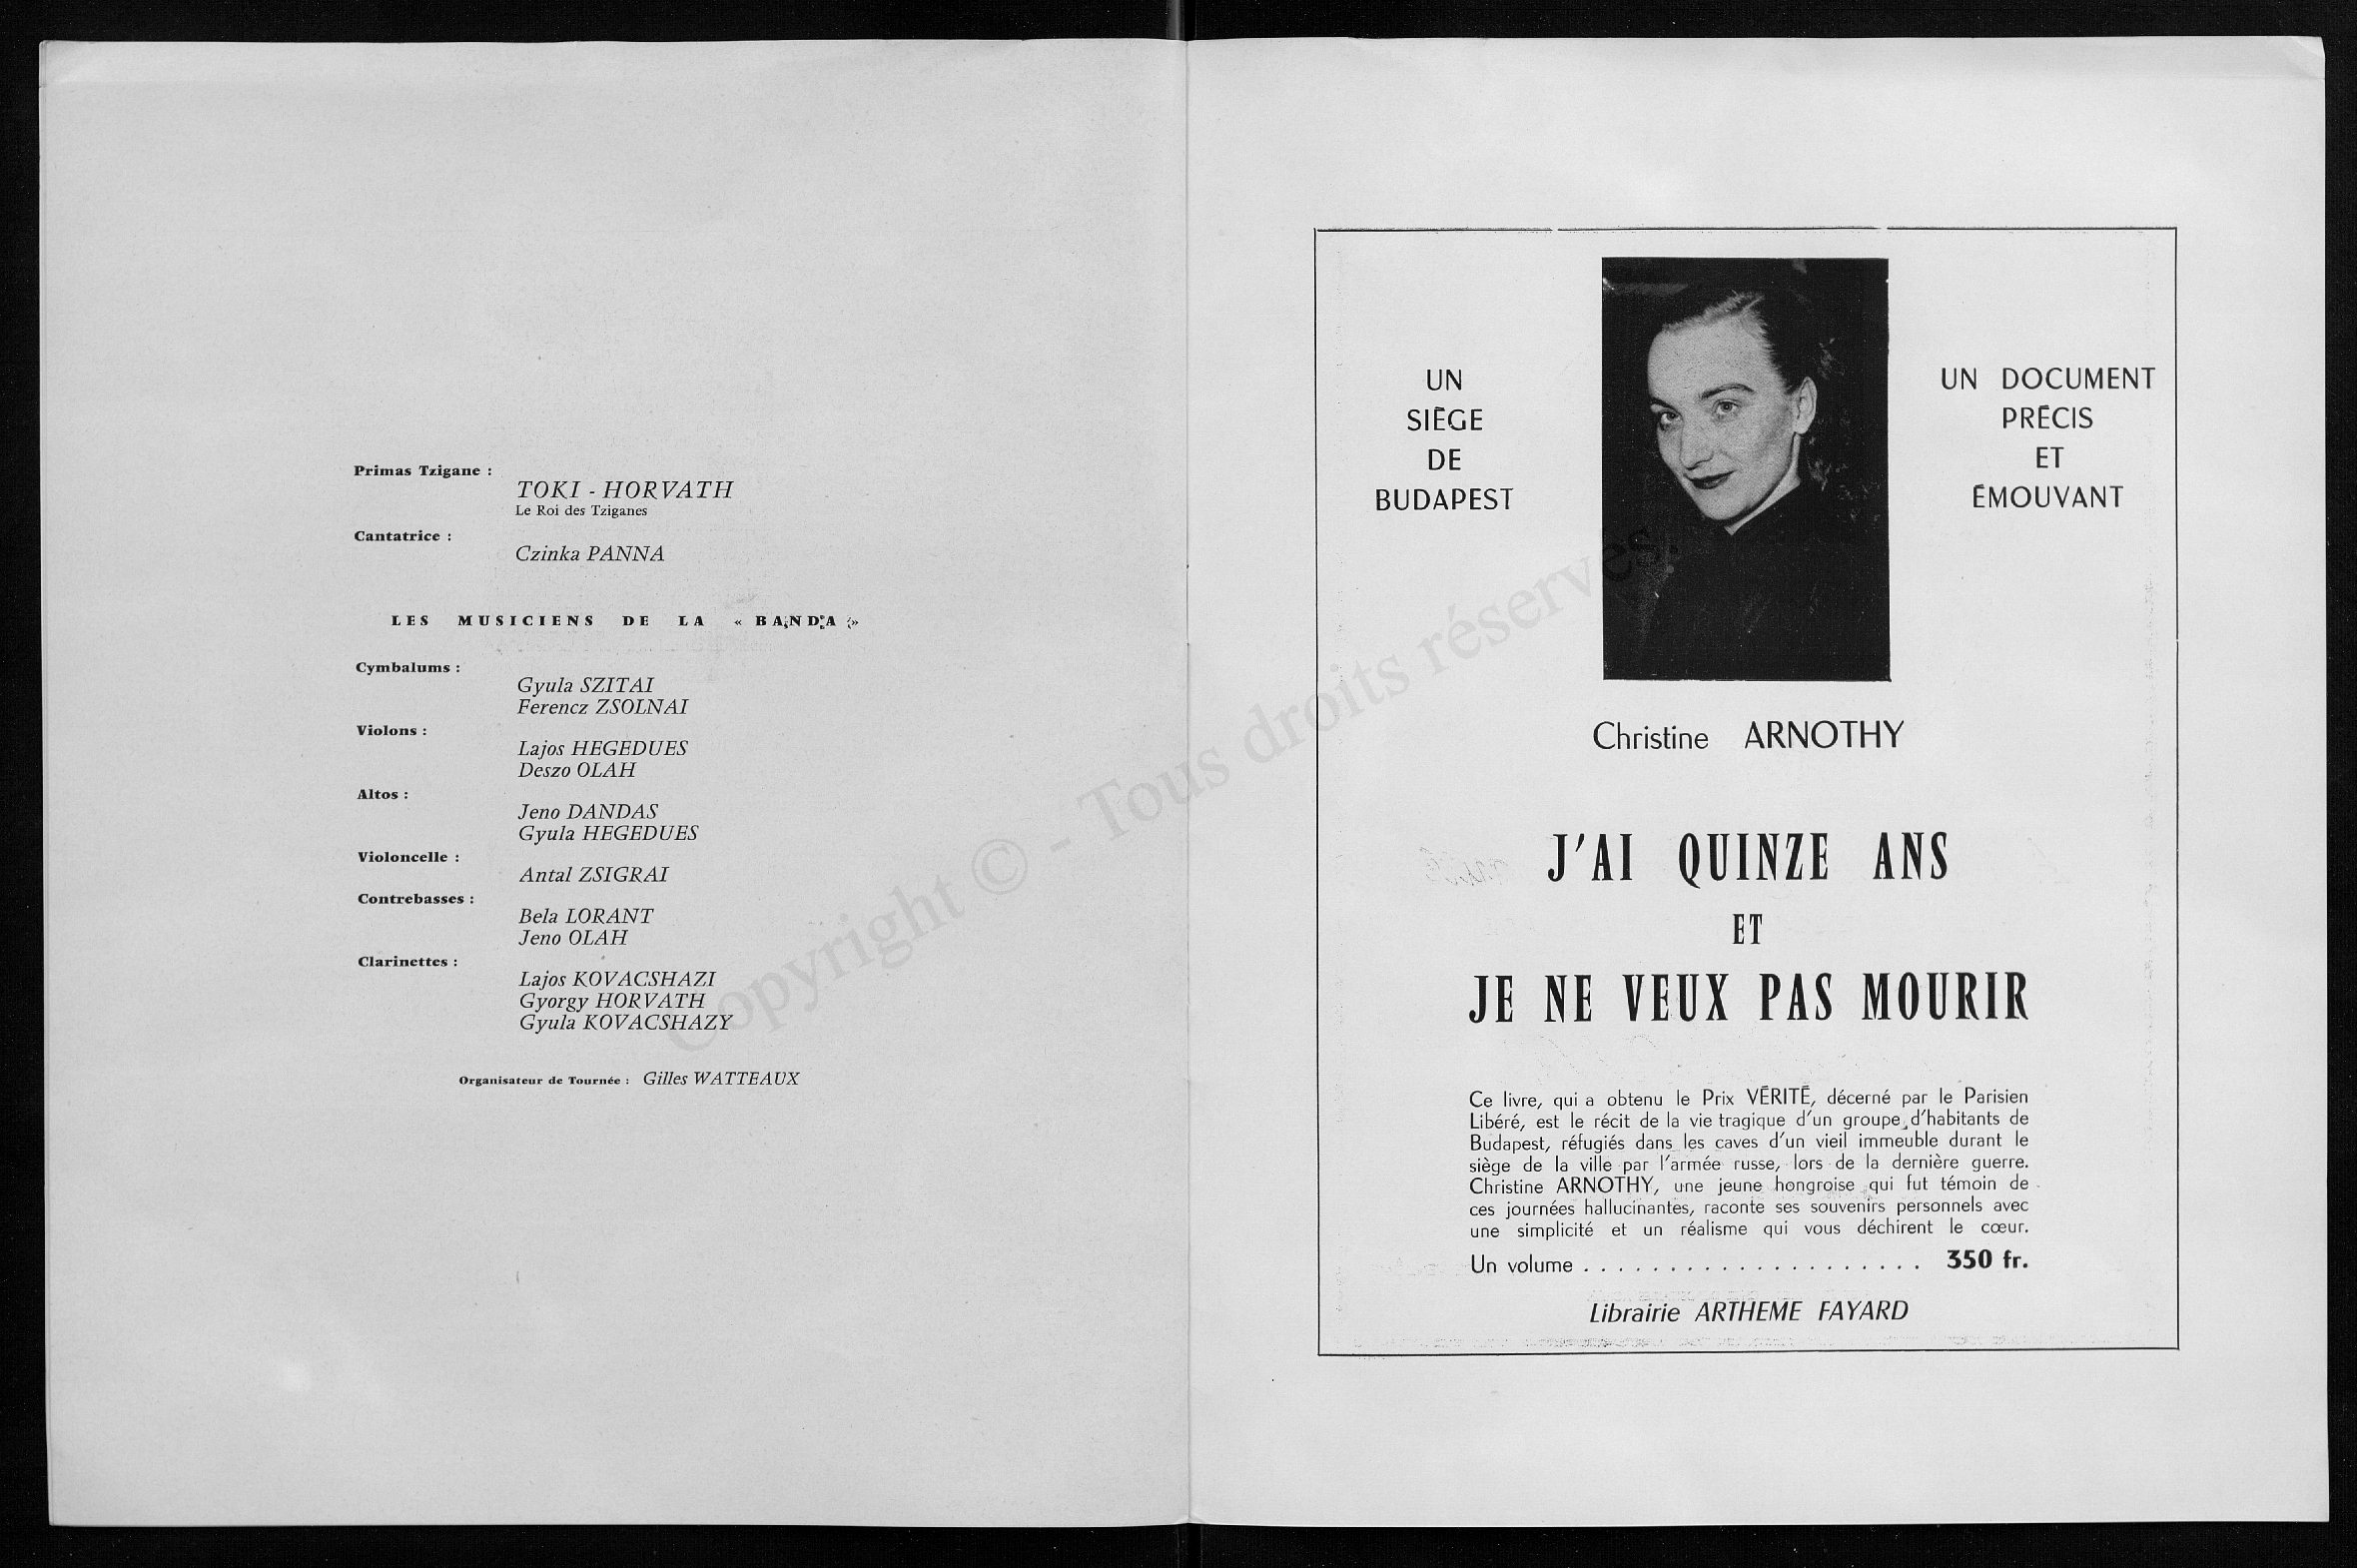 Primas Tzigane :
TOKI - HORVATH
Le Roi des Tziganes
Cantatrice :
Czinka PANNA
LES MUSICIENS DE LA « BANDA »
Cymbalums :
Gyula SZITAI
Ferencz ZSOLNAI
Violons :
Lajos HEGEDUES
Deszo OLAH
Altos :
Jeno DANDAS
Gyula HEGEDUES
Violoncelle :
Antal ZSIGRAI
Contrebasses :
Bela LORANT
Jeno OLAH
Clarinettes :
Lajos KOVACSHAZI
Gyorgy HORVATH
Gyula KOVACSHAZY
Organisateur de Tournée : Gilles WATTEAUX
UN
SIÈGE
DE
BUDAPEST
UN DOCUMENT
PRÉCIS
ET
ÉMOUVANT
Christine ARNOTHY
J'AI QUINZE ANS
ET
JE NE VEUX PAS MOURIR
Ce livre, qui a obtenu le Prix VÉRITÉ, décerné par le Parisien
Libéré, est le récit de la vie tragique d'un groupe d'habitants de
Budapest, réfugiés dans les caves d'un vieil immeuble durant le
siège de la ville par l'armée russe, lors de la dernière guerre.
Christine ARNOTHY, une jeune hongroise qui fut témoin de
ces journées hallucinantes, raconte ses souvenirs personnels avec
une simplicité et un réalisme qui vous déchirent le cœur.
Un volume . . . . . . . . . . . . . . . . . . . . 350 fr.
Librairie ARTHEME FAYARD
Copyright © - Tous droits réservés.